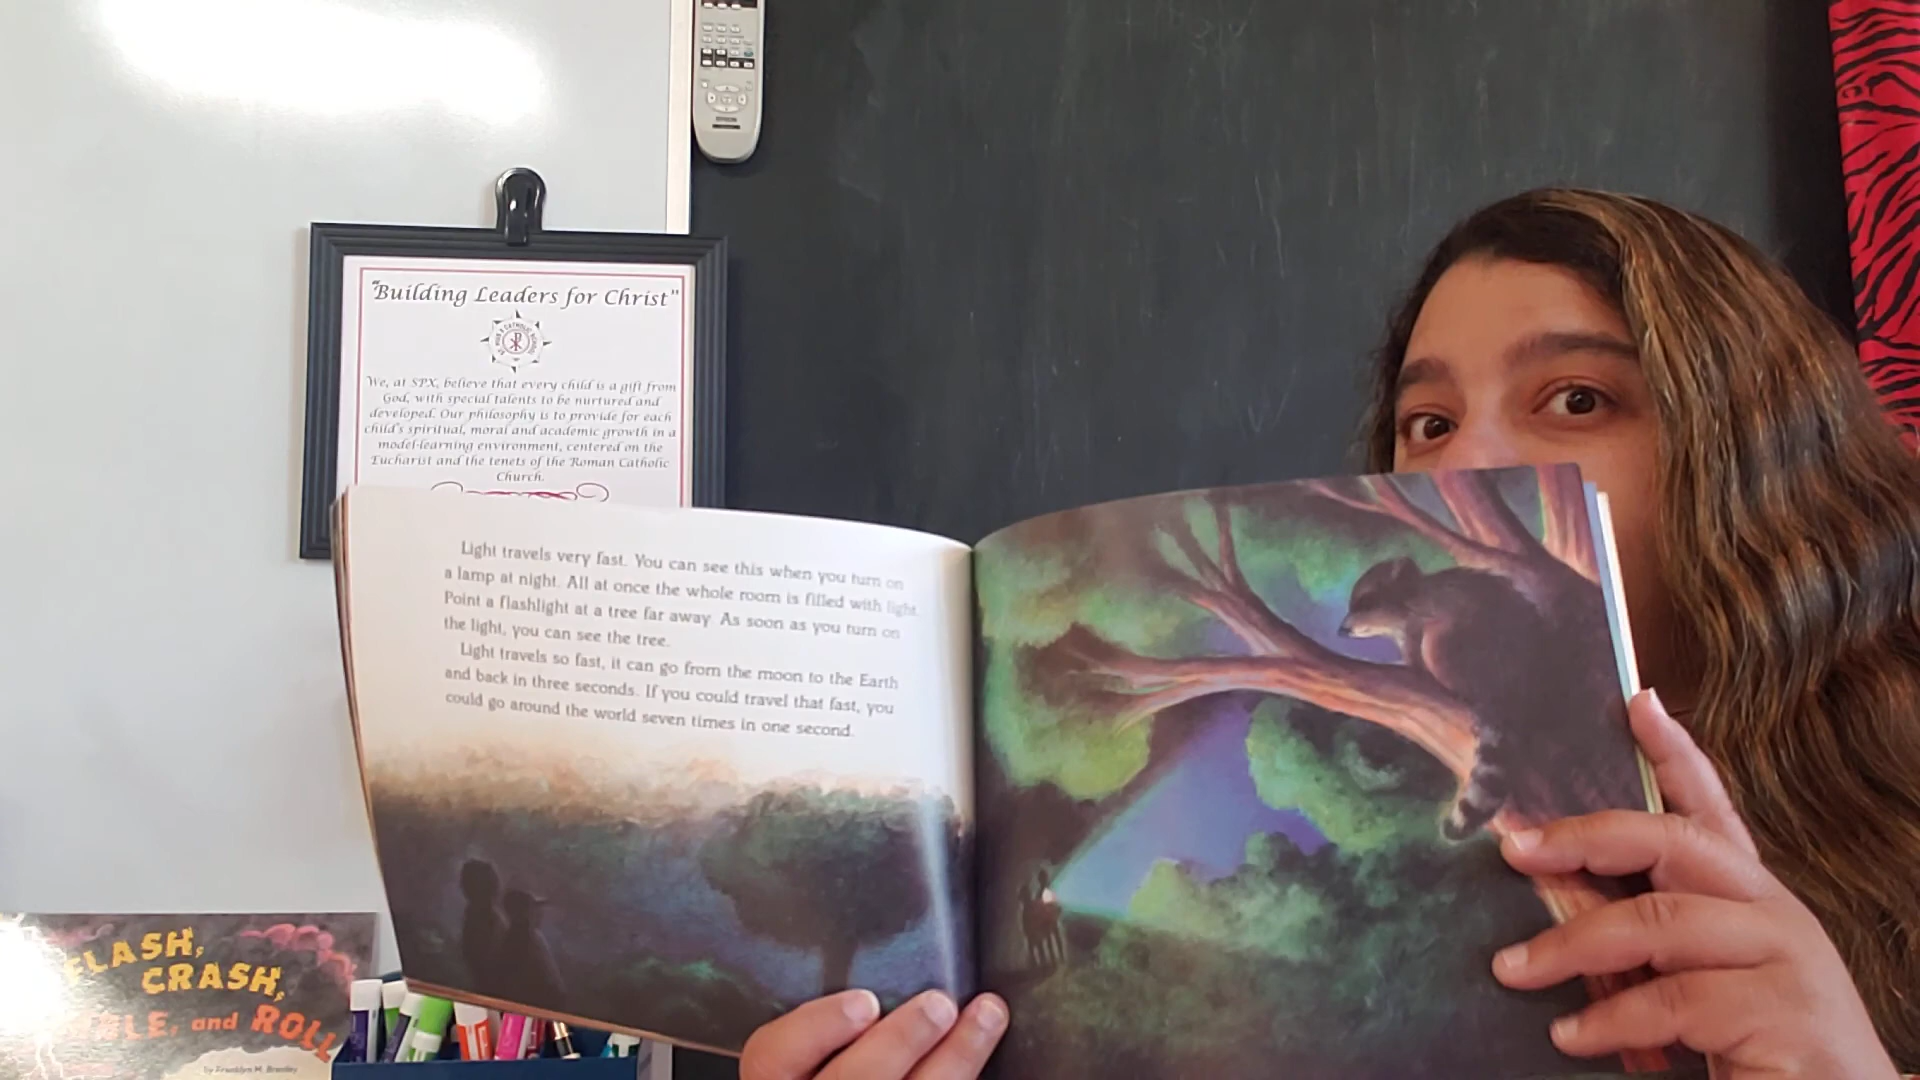 EPSON
"Building Leaders for Christ"
We, at SPX, believe that every child is a gift from
God, with special talents to be nurtured and
developed. Our philosophy is to provide for each
child's spiritual, moral and academic growth in a
model-learning environment, centered on the
Eucharist and the tenets of the Roman Catholic
Church.
Light travels very fast. You can see this when you turn on
a lamp at night. All at once the whole room is filled with light.
Point a flashlight at a tree far away. As soon as you turn on
the light, you can see the tree.
Light travels so fast, it can go from the moon to the Earth
and back in three seconds. If you could travel that fast, you
could go around the world seven times in one second.
FLASH,
CRASH,
and ROLL
by Franklyn M. Branley